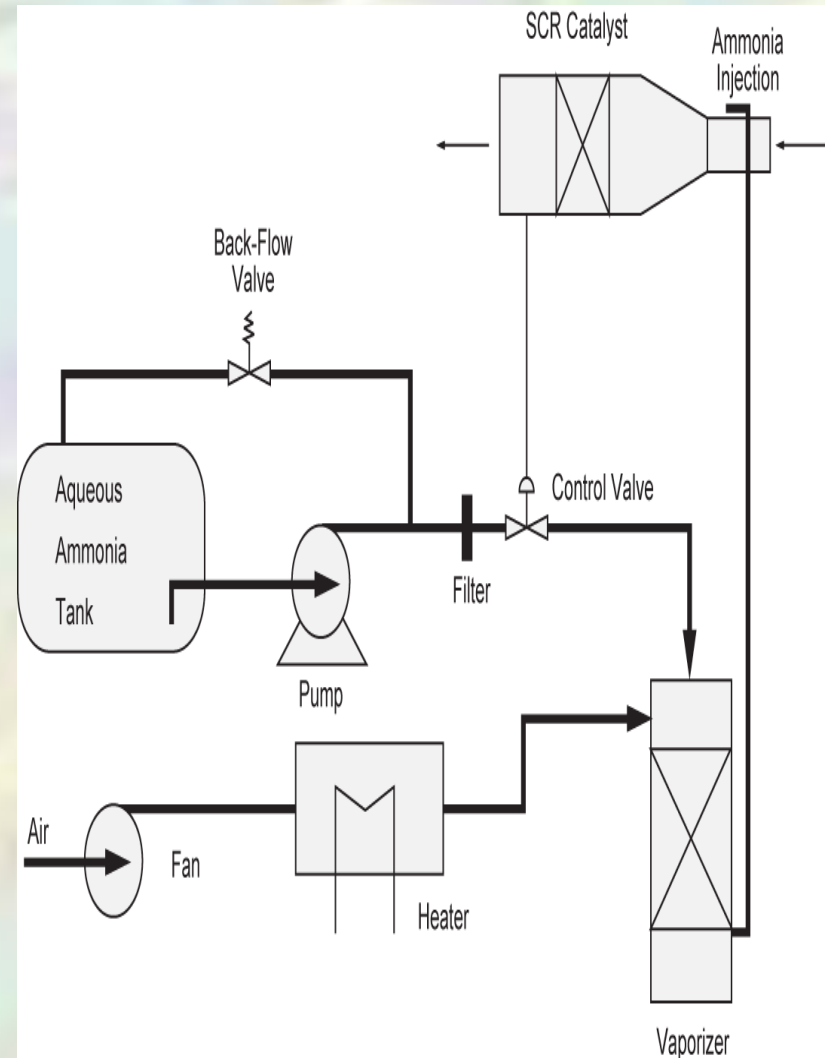 SCR Catalyst
Ammonia
Injection
Back-Flow
Valve
Aqueous
Ammonia
Tank
Control Valve
Filter
Pump
Air
Fan
Heater
Vaporizer